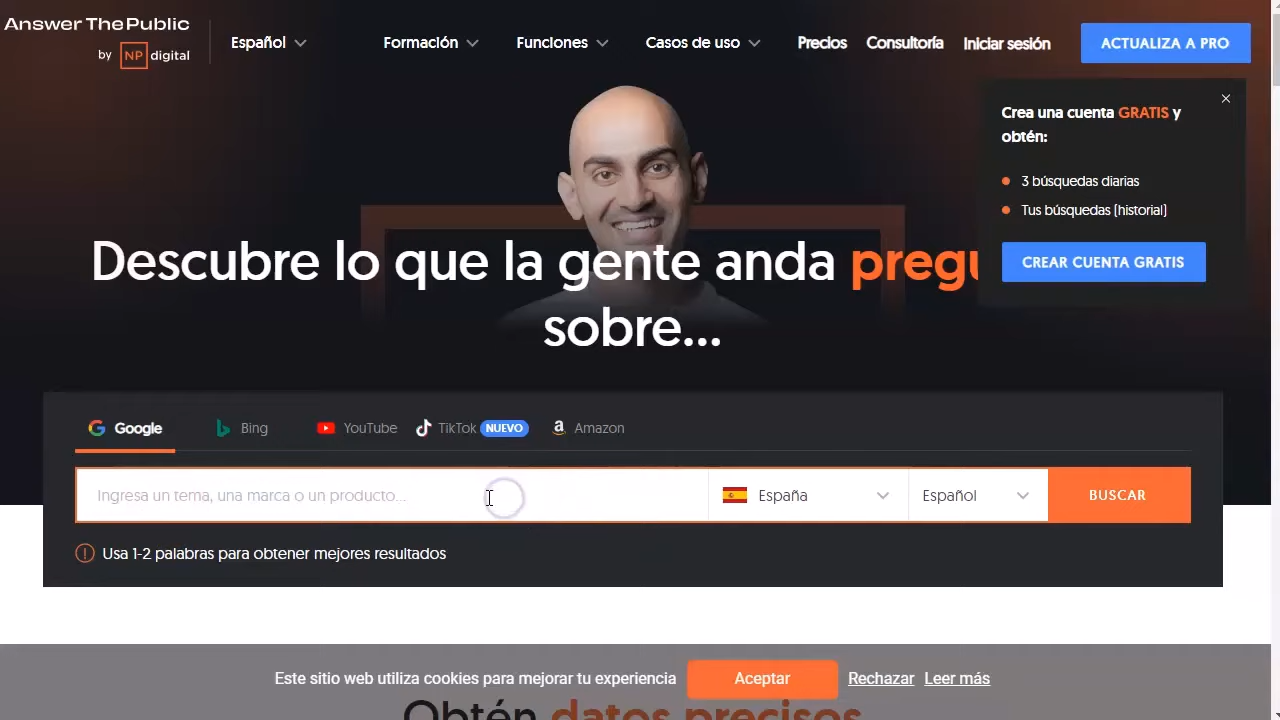 Answer The Public
by NP digital
Español
Formación
Funciones
Casos de uso
Precios
Consultoría
Iniciar sesión
ACTUALIZA A PRO
Crea una cuenta GRATIS y
obtén:
3 búsquedas diarias
Tus búsquedas (historial)
CREAR CUENTA GRATIS
Descubre lo que la gente anda pregu
sobre...
Google
Bing
YouTube
TikTok NUEVO
Amazon
Ingresa un tema, una marca o un producto...
España
Español
BUSCAR
Usa 1-2 palabras para obtener mejores resultados
Este sitio web utiliza cookies para mejorar tu experiencia
Aceptar
Rechazar
Leer más
Obtén datos precisos